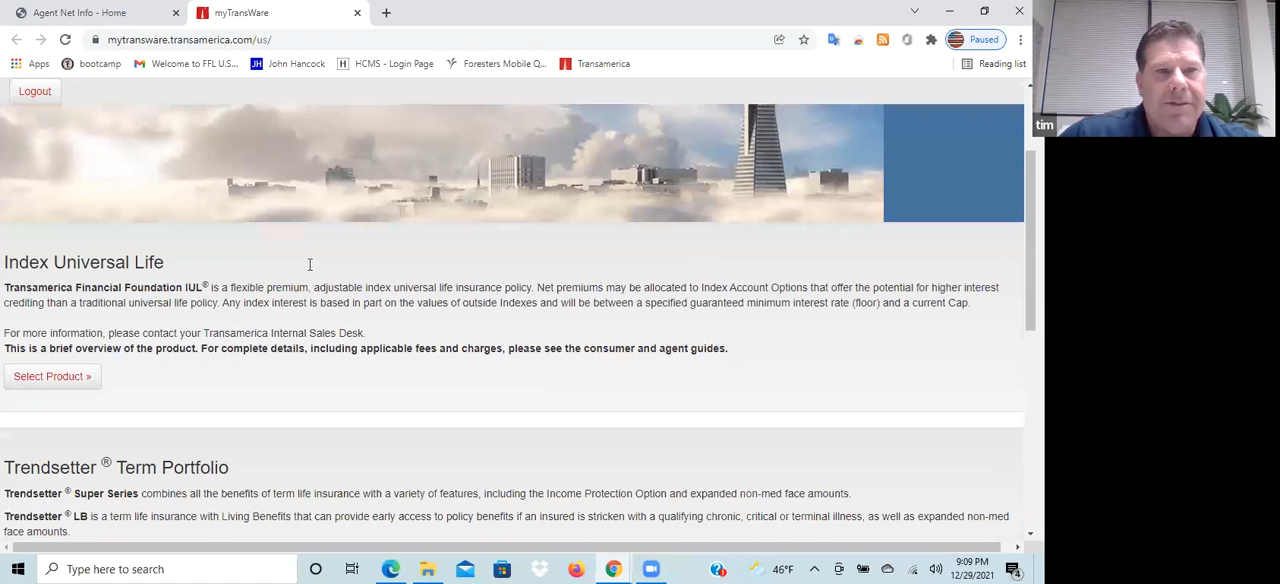 Agent Net Info - Home
myTransWare
mytransware.transamerica.com/us/
Paused
Apps
bootcamp
Welcome to FFL U.S...
JH John Hancock
H HCMS - Login Page
Foresters Mobile Q...
Transamerica
Reading list
Logout
tim
Index Universal Life
Transamerica Financial Foundation IUL® is a flexible premium, adjustable index universal life insurance policy. Net premiums may be allocated to Index Account Options that offer the potential for higher interest
crediting than a traditional universal life policy. Any index interest is based in part on the values of outside Indexes and will be between a specified guaranteed minimum interest rate (floor) and a current Cap.
For more information, please contact your Transamerica Internal Sales Desk.
This is a brief overview of the product. For complete details, including applicable fees and charges, please see the consumer and agent guides.
Select Product »
Trendsetter ® Term Portfolio
Trendsetter ® Super Series combines all the benefits of term life insurance with a variety of features, including the Income Protection Option and expanded non-med face amounts.
Trendsetter ® LB is a term life insurance with Living Benefits that can provide early access to policy benefits if an insured is stricken with a qualifying chronic, critical or terminal illness, as well as expanded non-med
face amounts.
Type here to search
46°F
9:09 PM
12/29/2021
4